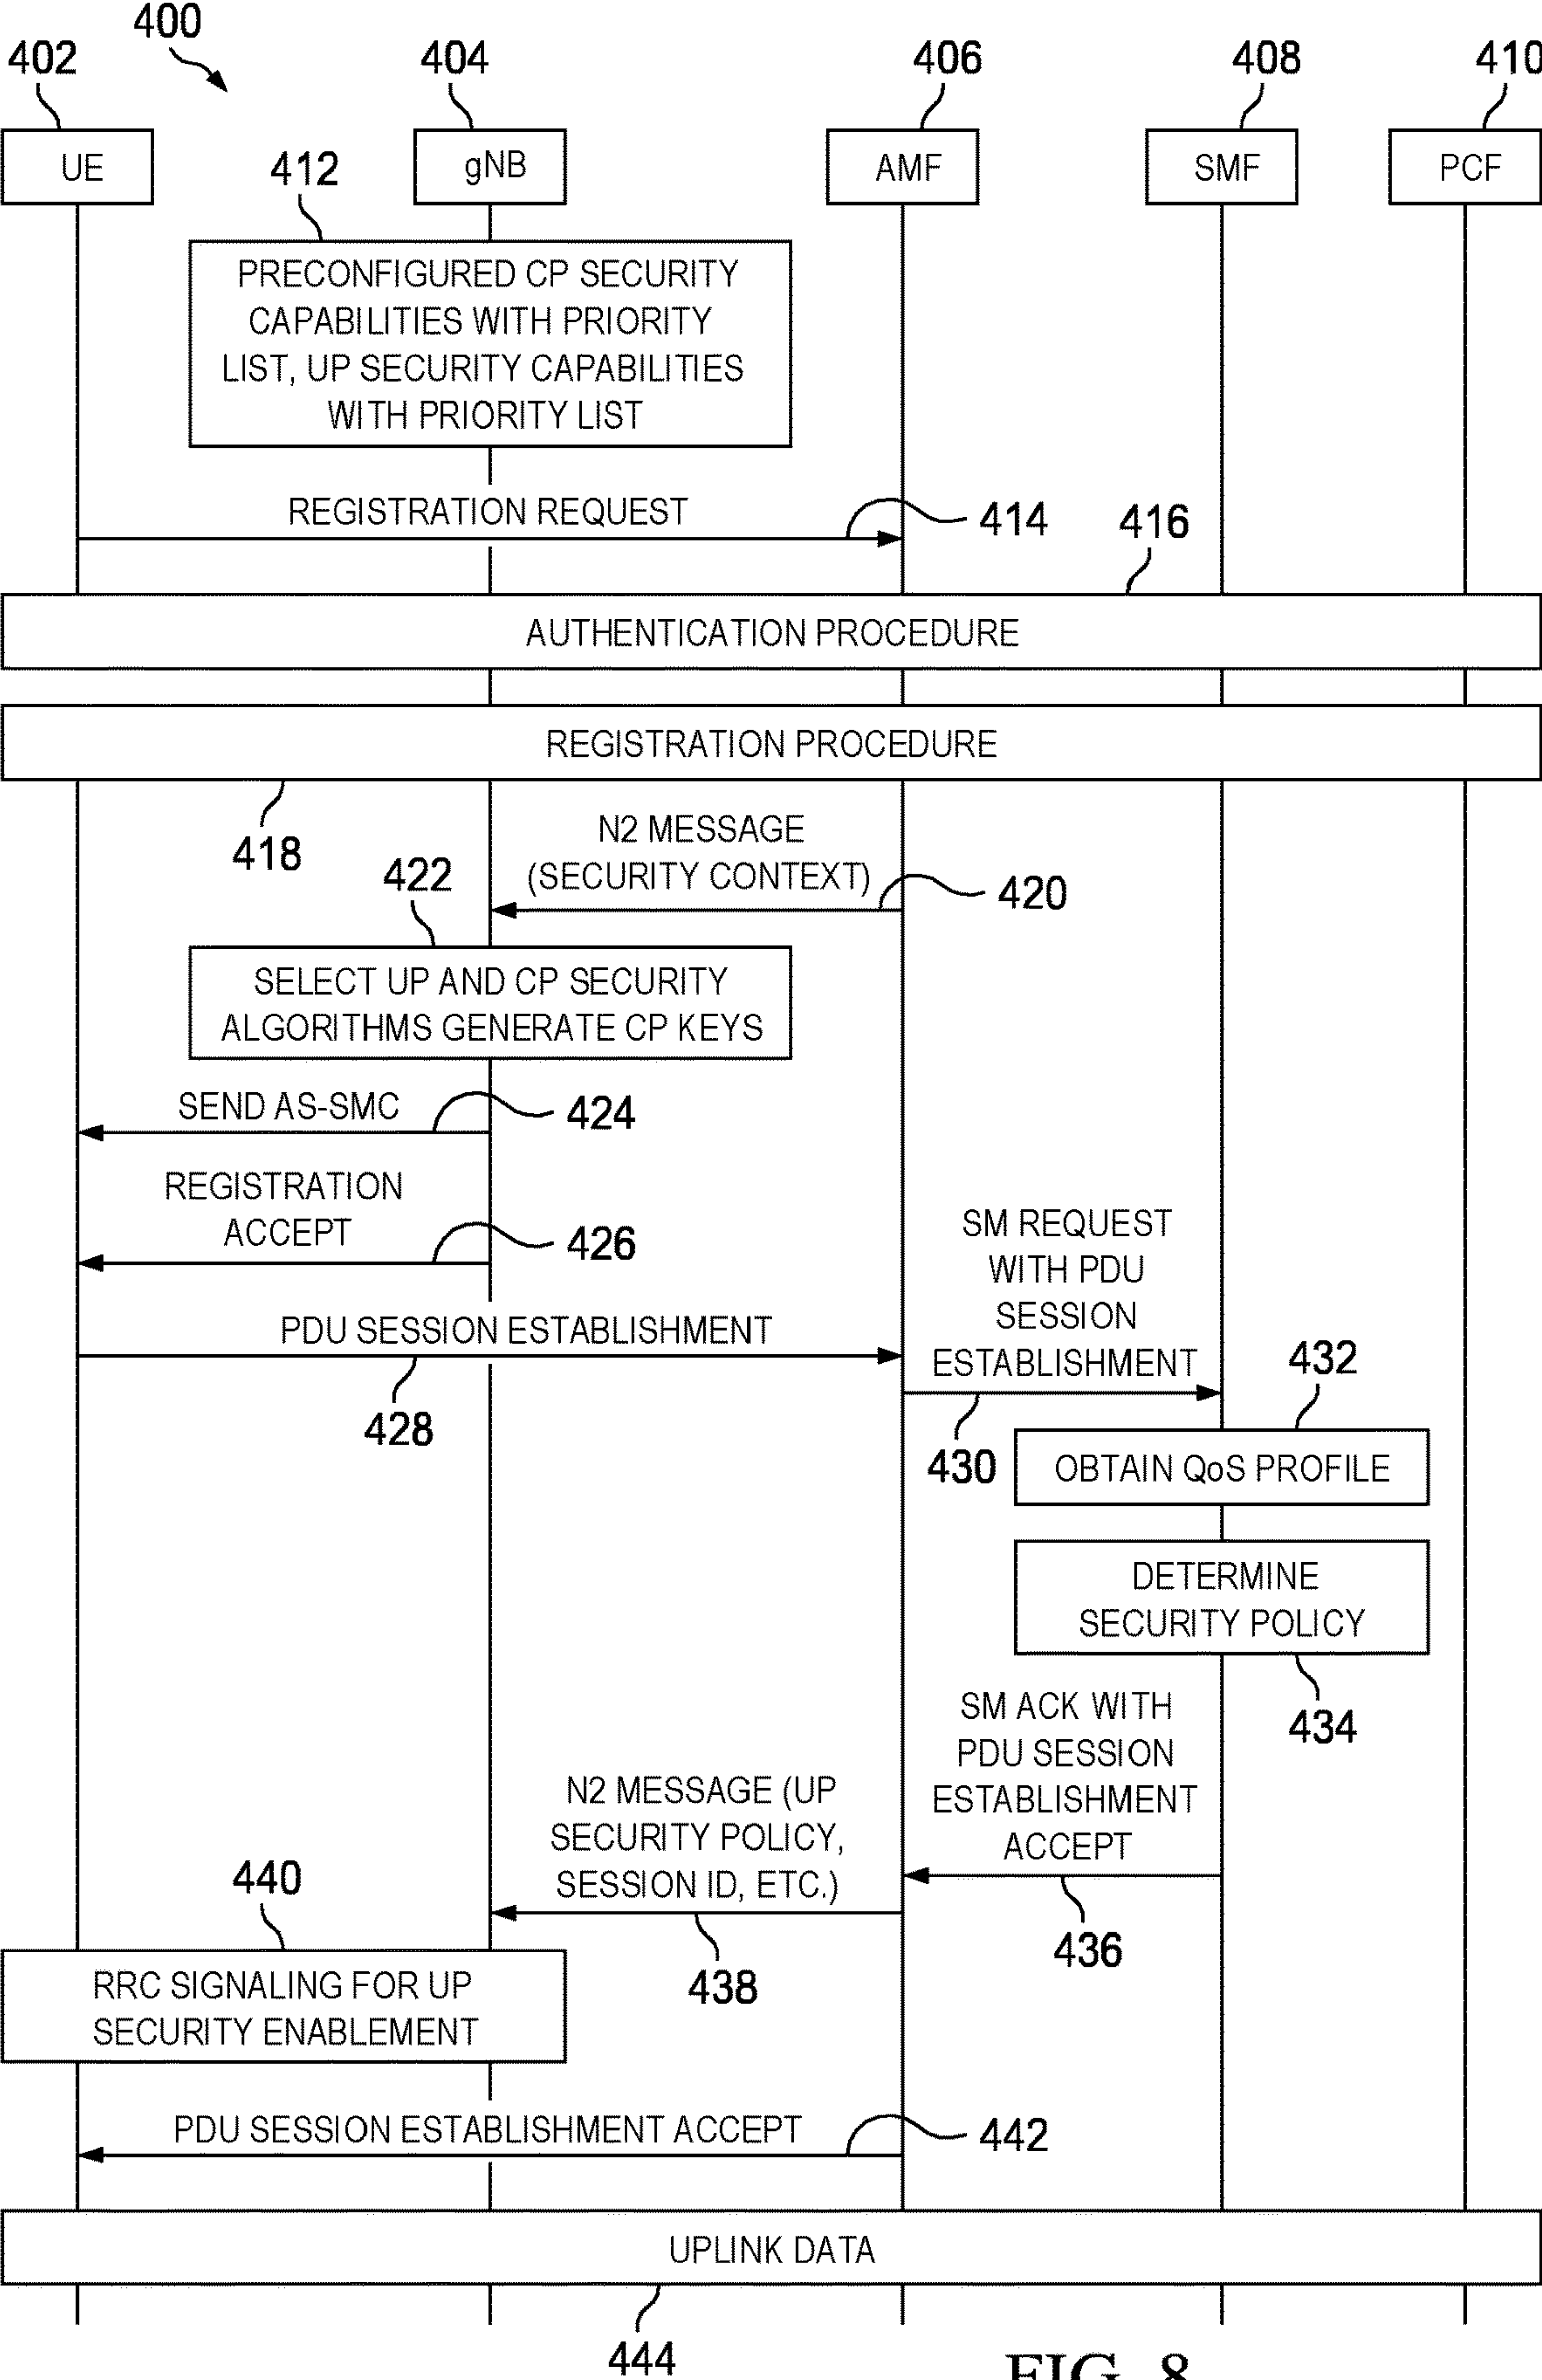 400
402
404
406
408
410
UE
gNB
AMF
SMF
PCF
412
PRECONFIGURED CP SECURITY
CAPABILITIES WITH PRIORITY
LIST, UP SECURITY CAPABILITIES
WITH PRIORITY LIST
REGISTRATION REQUEST
414
416
AUTHENTICATION PROCEDURE
REGISTRATION PROCEDURE
418
N2 MESSAGE
(SECURITY CONTEXT)
420
422
SELECT UP AND CP SECURITY
ALGORITHMS GENERATE CP KEYS
SEND AS-SMC
424
REGISTRATION
ACCEPT
426
PDU SESSION ESTABLISHMENT
428
SM REQUEST
WITH PDU
SESSION
ESTABLISHMENT
430
432
OBTAIN QoS PROFILE
DETERMINE
SECURITY POLICY
434
SM ACK WITH
PDU SESSION
ESTABLISHMENT
ACCEPT
436
N2 MESSAGE (UP
SECURITY POLICY,
SESSION ID, ETC.)
438
440
RRC SIGNALING FOR UP
SECURITY ENABLEMENT
PDU SESSION ESTABLISHMENT ACCEPT
442
UPLINK DATA
444
FIG. 8